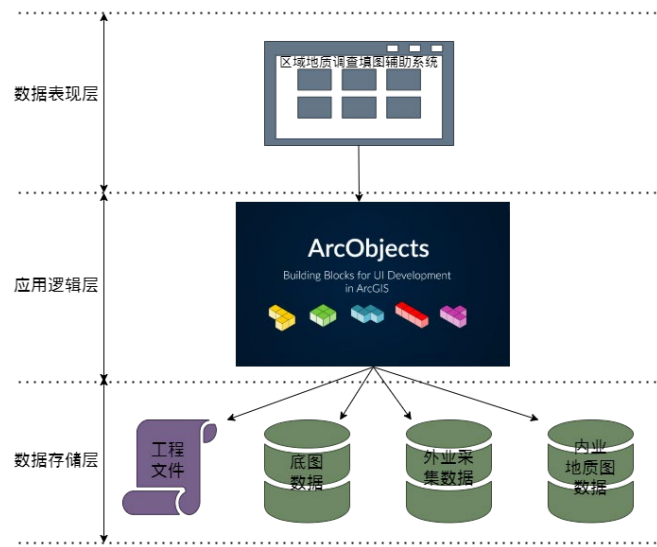 区域地质调查填图辅助系统
数据表现层
ArcObjects
Building Blocks for UI Development
in ArcGIS
应用逻辑层
数据存储层
工程
文件
底图
数据
外业采
集数据
内业
地质图
数据